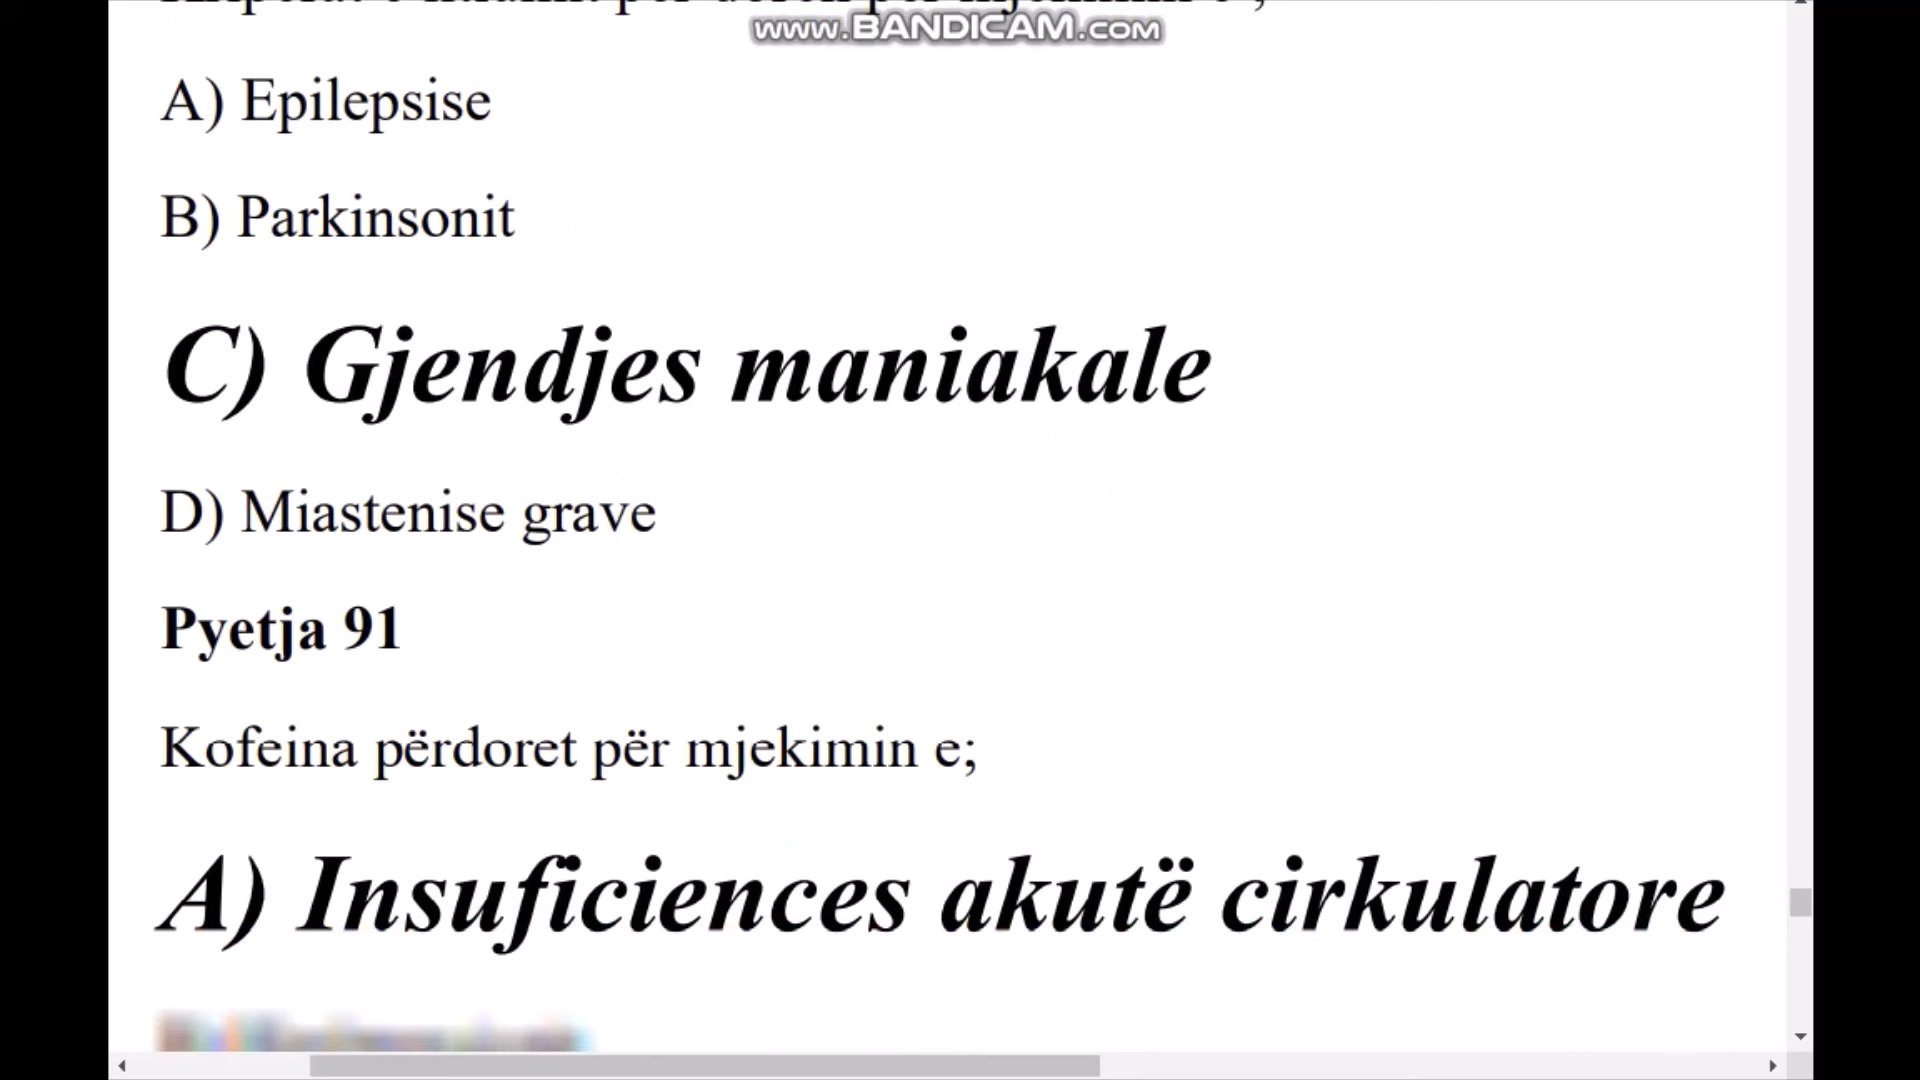 www.BANDICAM.com
A) Epilepsise
B) Parkinsonit
C) Gjendjes maniakale
D) Miastenise grave
Pyetja 91
Kofeina përdoret për mjekimin e;
A) Insuficiences akutë cirkulatore